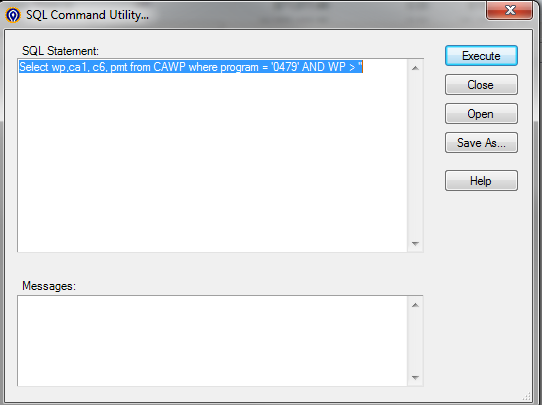 SQL Command Utility...
SQL Statement:
Select wp,ca1, c6, pmt from CAWP where program = '0479' AND WP > ''
Execute
Close
Open
Save As...
Help
Messages: